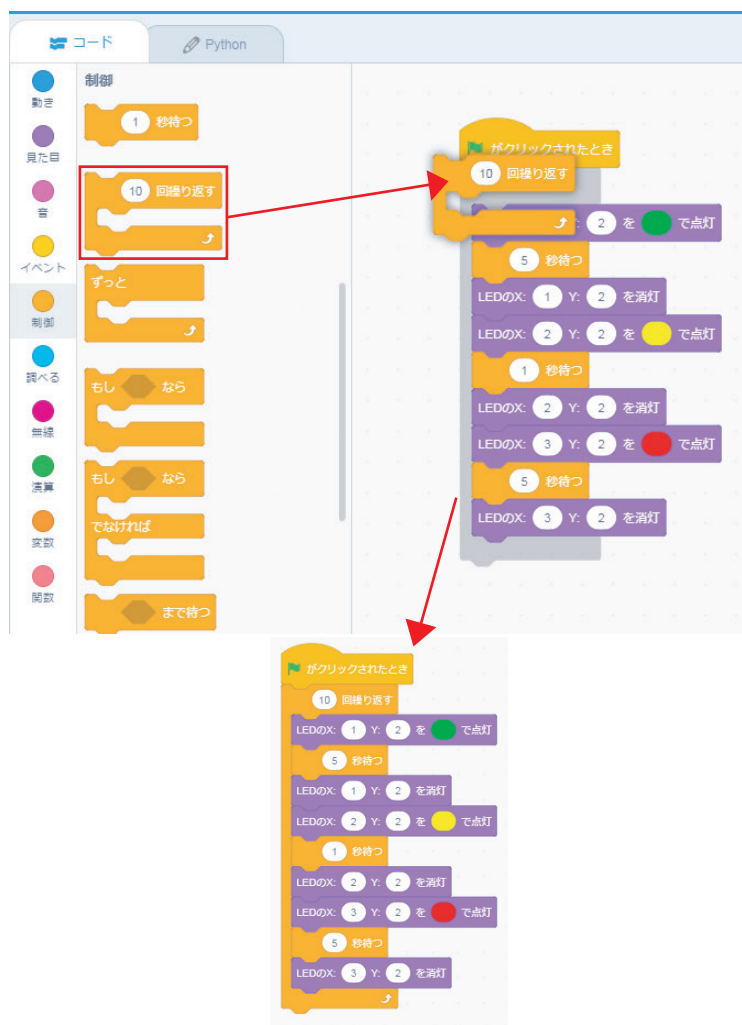 コード
Python
動き
見た目
音
イベント
制御
調べる
無線
演算
変数
関数
制御
1 秒待つ
10 回繰り返す
ずっと
もし なら
もし なら
でなければ
まで待つ
がクリックされたとき
10 回繰り返す
: 2 を で点灯
5 秒待つ
LEDのX: 1 Y: 2 を消灯
LEDのX: 2 Y: 2 を で点灯
1 秒待つ
LEDのX: 2 Y: 2 を消灯
LEDのX: 3 Y: 2 を で点灯
5 秒待つ
LEDのX: 3 Y: 2 を消灯
がクリックされたとき
10 回繰り返す
LEDのX: 1 Y: 2 を で点灯
5 秒待つ
LEDのX: 1 Y: 2 を消灯
LEDのX: 2 Y: 2 を で点灯
1 秒待つ
LEDのX: 2 Y: 2 を消灯
LEDのX: 3 Y: 2 を で点灯
5 秒待つ
LEDのX: 3 Y: 2 を消灯